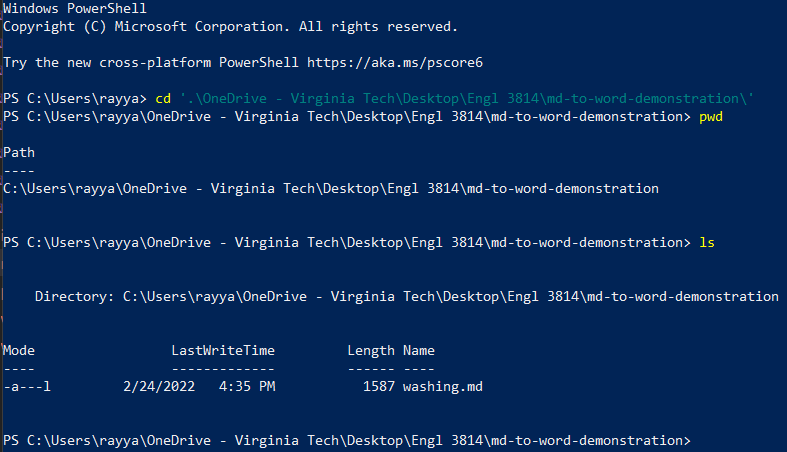 Windows PowerShell
Copyright (C) Microsoft Corporation. All rights reserved.
Try the new cross-platform PowerShell https://aka.ms/pscore6
PS C:\Users\rayya> cd '.\OneDrive - Virginia Tech\Desktop\Engl 3814\md-to-word-demonstration\'
PS C:\Users\rayya\OneDrive - Virginia Tech\Desktop\Engl 3814\md-to-word-demonstration> pwd
Path
----
C:\Users\rayya\OneDrive - Virginia Tech\Desktop\Engl 3814\md-to-word-demonstration
PS C:\Users\rayya\OneDrive - Virginia Tech\Desktop\Engl 3814\md-to-word-demonstration> ls
Directory: C:\Users\rayya\OneDrive - Virginia Tech\Desktop\Engl 3814\md-to-word-demonstration
Mode LastWriteTime Length Name
---- ------------- ------ ----
-a---l 2/24/2022 4:35 PM 1587 washing.md
PS C:\Users\rayya\OneDrive - Virginia Tech\Desktop\Engl 3814\md-to-word-demonstration>